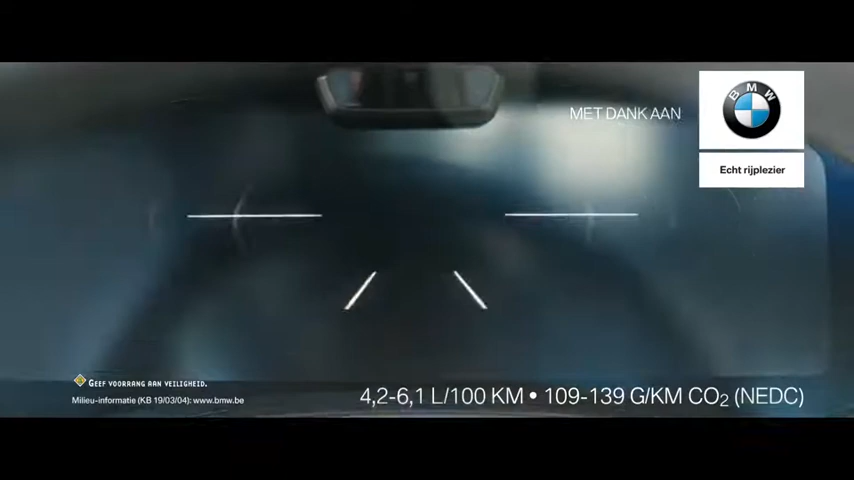 MET DANK AAN
BMW
Echt rijplezier
GEEF VOORRANG AAN VEILIGHEID.
Milieu-informatie (KB 19/03/04): www.bmw.be
4,2-6,1 L/100 KM • 109-139 G/KM CO₂ (NEDC)